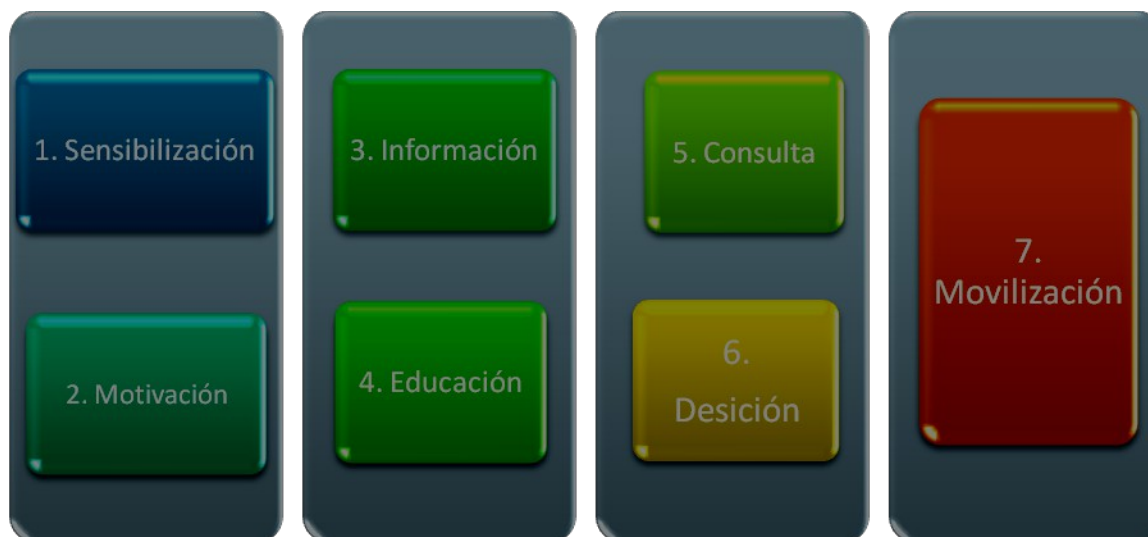 1. Sensibilización
2. Motivación
3. Información
4. Educación
5. Consulta
6.
Desición
7.
Movilización